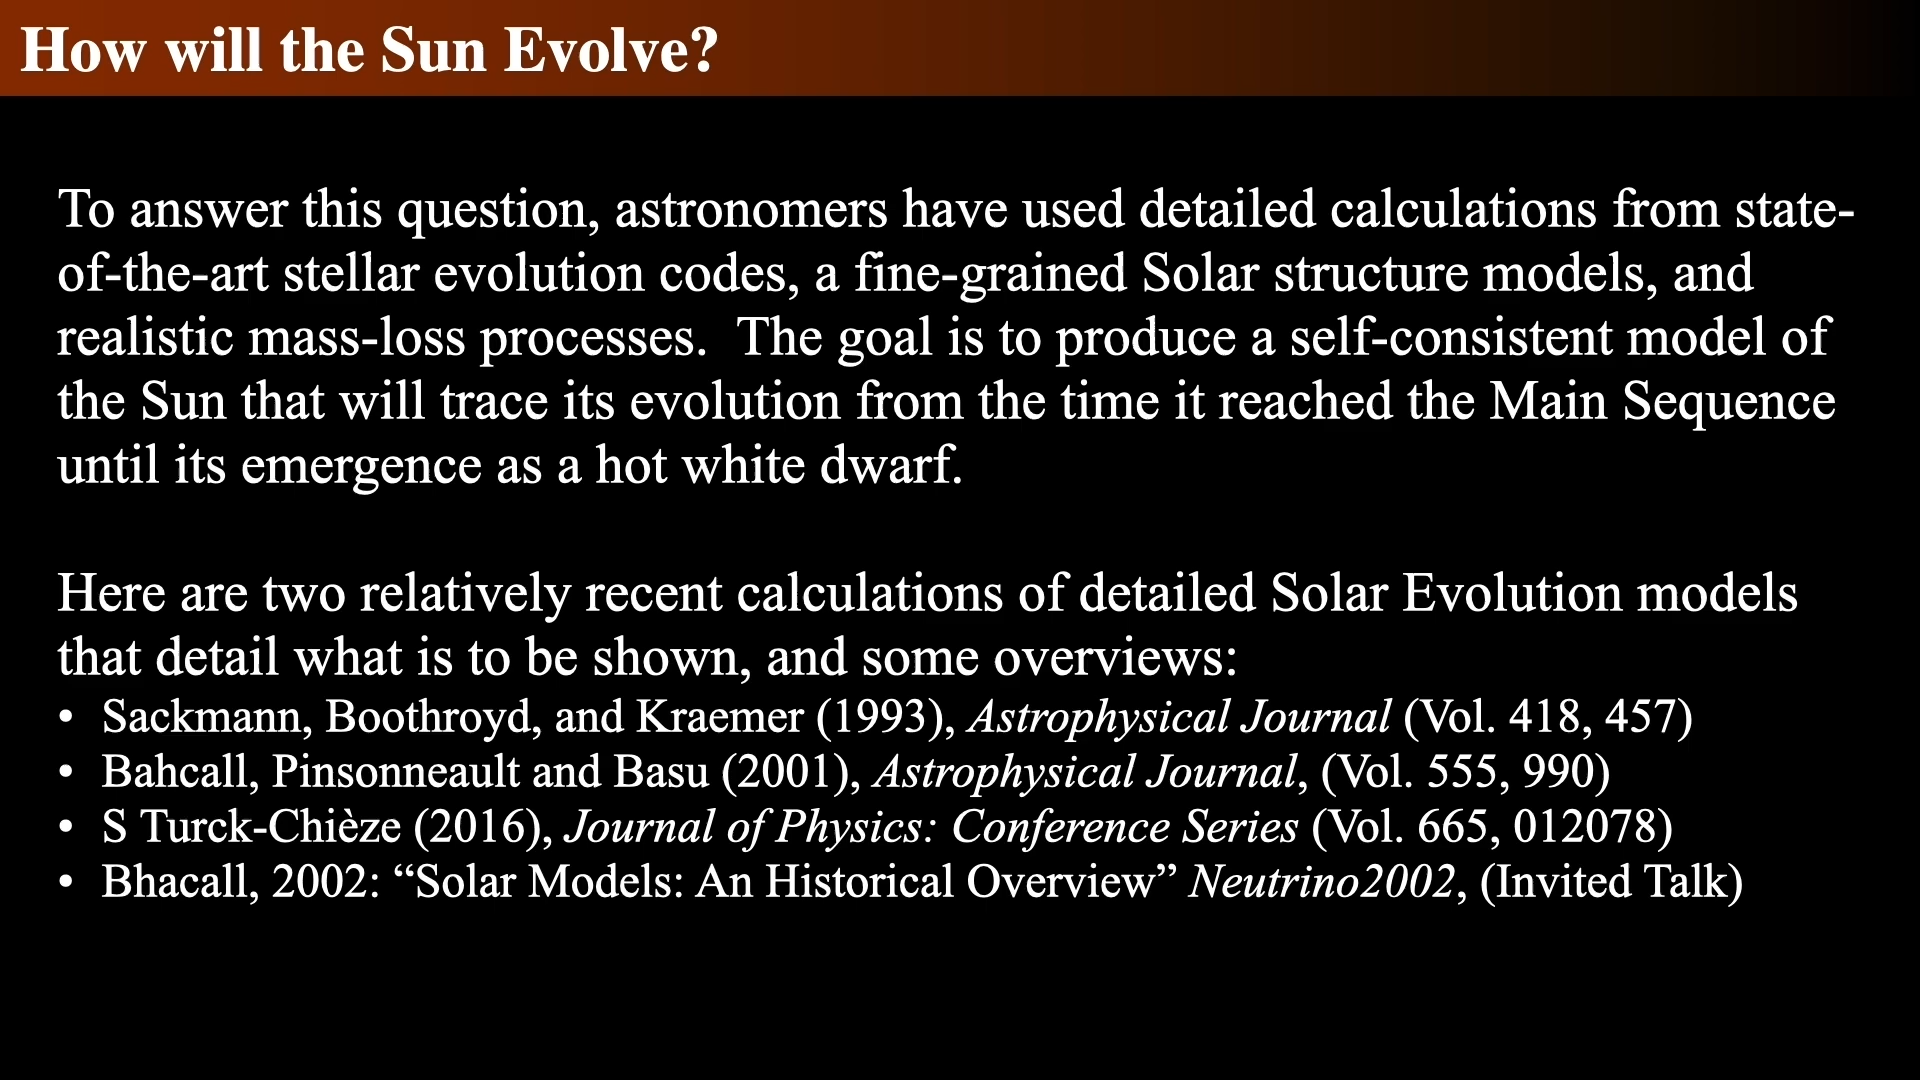 How will the Sun Evolve?
To answer this question, astronomers have used detailed calculations from state-
of-the-art stellar evolution codes, a fine-grained Solar structure models, and
realistic mass-loss processes.  The goal is to produce a self-consistent model of
the Sun that will trace its evolution from the time it reached the Main Sequence
until its emergence as a hot white dwarf.
Here are two relatively recent calculations of detailed Solar Evolution models
that detail what is to be shown, and some overviews:
• Sackmann, Boothroyd, and Kraemer (1993), Astrophysical Journal (Vol. 418, 457)
• Bahcall, Pinsonneault and Basu (2001), Astrophysical Journal, (Vol. 555, 990)
• S Turck-Chièze (2016), Journal of Physics: Conference Series (Vol. 665, 012078)
• Bhacall, 2002: “Solar Models: An Historical Overview” Neutrino2002, (Invited Talk)